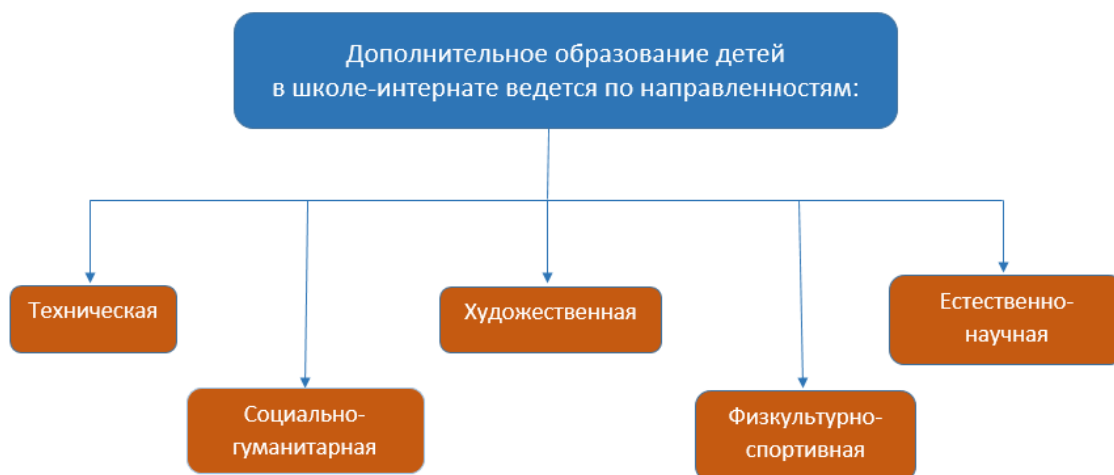 Дополнительное образование детей
в школе-интернате ведется по направленностям:
Техническая
Социально-
гуманитарная
Художественная
Физкультурно-
спортивная
Естественно-
научная